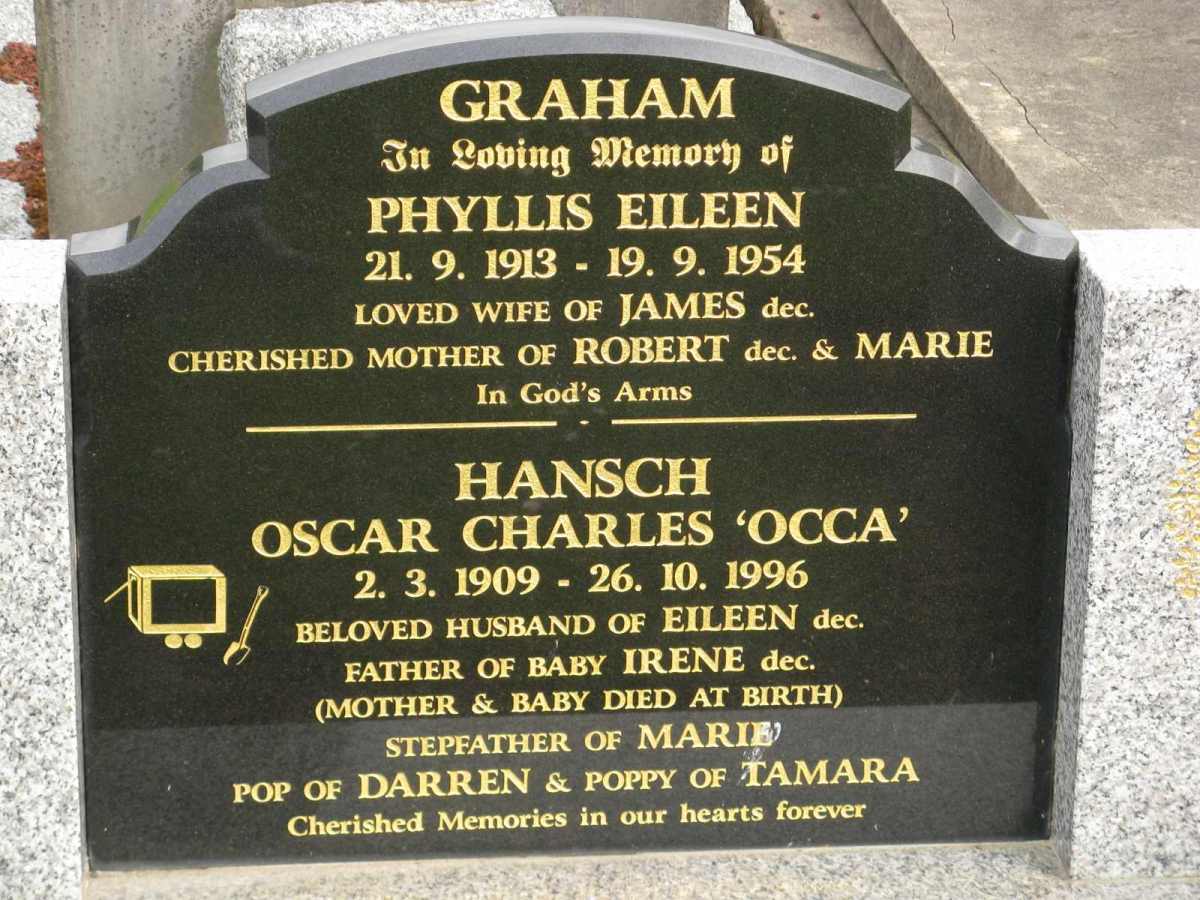 GRAHAM
In Loving Memory of
PHYLLIS EILEEN
21. 9. 1913 - 19. 9. 1954
LOVED WIFE OF JAMES dec.
CHERISHED MOTHER OF ROBERT dec. & MARIE
In God's Arms
HANSCH
OSCAR CHARLES 'OCCA'
2. 3. 1909 - 26. 10. 1996
BELOVED HUSBAND OF EILEEN dec.
FATHER OF BABY IRENE dec.
(MOTHER & BABY DIED AT BIRTH)
STEPFATHER OF MARIE
POP OF DARREN & POPPY OF TAMARA
Cherished Memories in our hearts forever